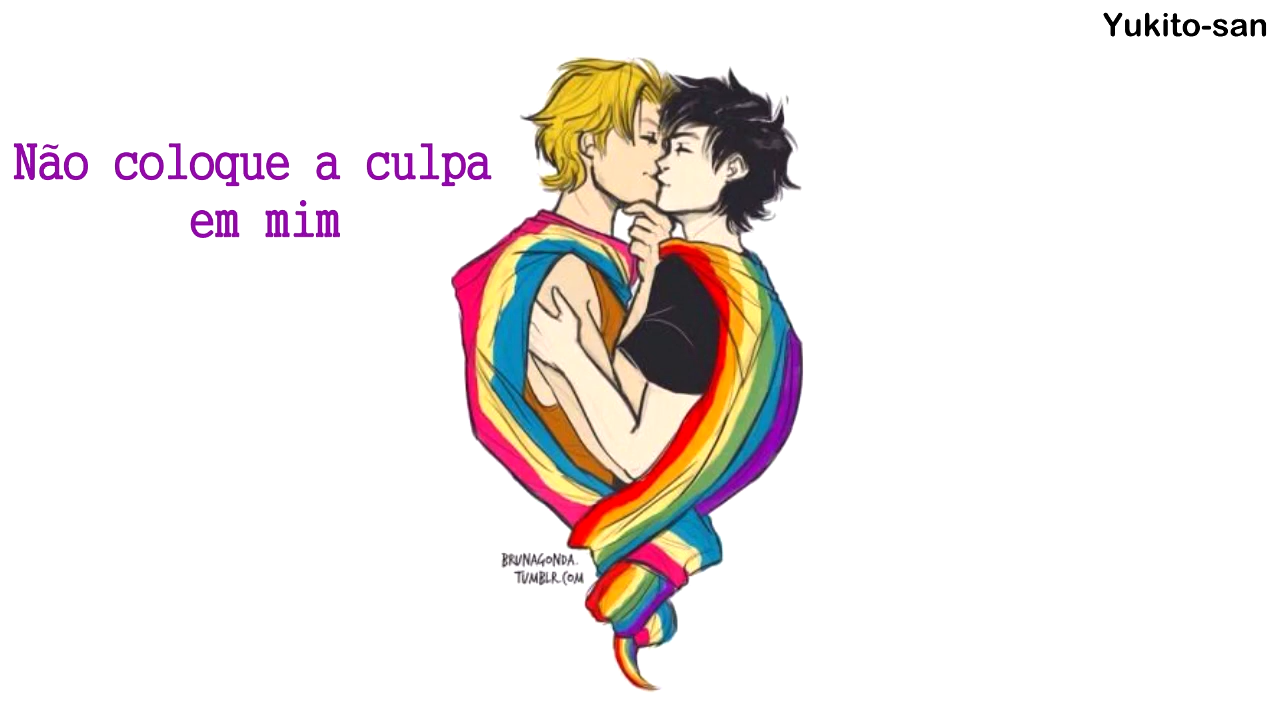 Yukito-san
Não coloque a culpa
em mim
BRUNAGONDA.
TUMBLR.COM